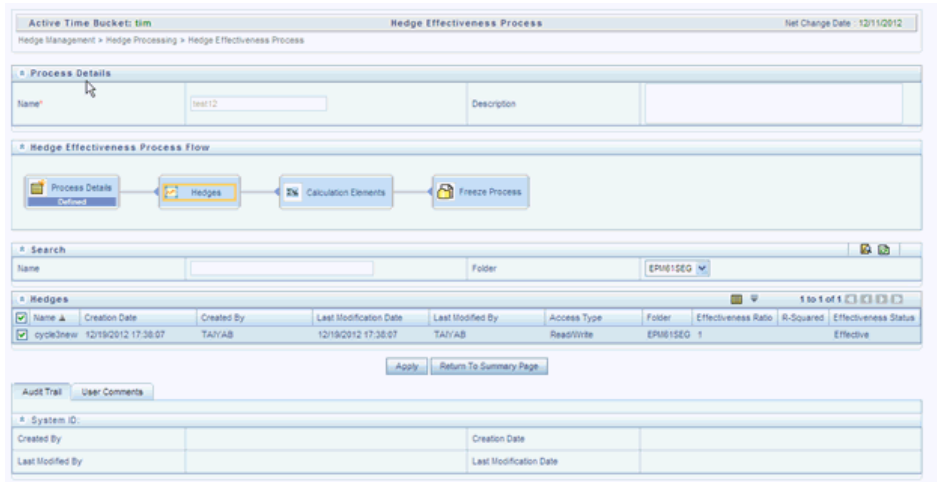 Active Time Bucket: tim Hedge Effectiveness Process Net Change Date : 12/11/2012
Hedge Management > Hedge Processing > Hedge Effectiveness Process
Process Details
Name* test12 Description
Hedge Effectiveness Process Flow
Process Details Hedges Calculation Elements Freeze Process
Defined
Search
Name Folder EPM61SEG
Hedges 1 to 1 of 1
Name Creation Date Created By Last Modification Date Last Modified By Access Type Folder Effectiveness Ratio R-Squared Effectiveness Status
cycle3new 12/19/2012 17:38:07 TAIYAB 12/19/2012 17:38:07 TAIYAB Read/Write EPM61SEG 1 Effective
Apply Return To Summary Page
Audit Trail User Comments
System ID:
Created By Creation Date
Last Modified By Last Modification Date